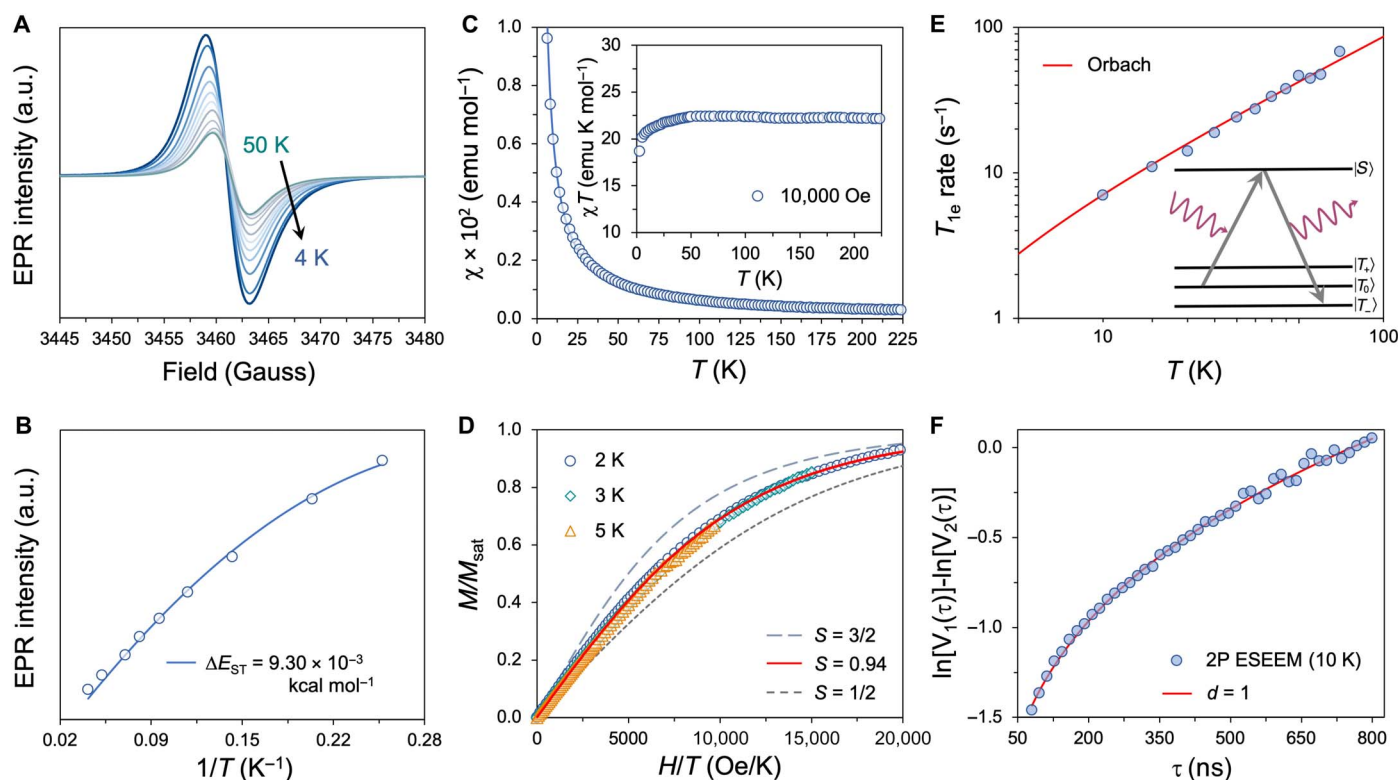 A
EPR intensity (a.u.)
50 K
4 K
3445 3450 3455 3460 3465 3470 3475 3480
Field (Gauss)
B
EPR intensity (a.u.)
ΔE_ST = 9.30 × 10⁻³
kcal mol⁻¹
0.02 0.09 0.15 0.22 0.28
1/T (K⁻¹)
C
χ × 10² (emu mol⁻¹)
1.0
0.8
0.6
0.4
0.2
0.0
0 25 50 75 100 125 150 175 200 225
T (K)
χT (emu K mol⁻¹)
30
25
20
15
10
10,000 Oe
0 50 100 150 200
T (K)
D
M/M_sat
1.0
0.8
0.6
0.4
0.2
0.0
2 K
3 K
5 K
S = 3/2
S = 0.94
S = 1/2
0 5000 10,000 15,000 20,000
H/T (Oe/K)
E
T₁ₑ rate (s⁻¹)
100
10
1
Orbach
|S⟩
|T₊⟩
|T₀⟩
|T₋⟩
10 100
T (K)
F
ln[V₁(τ)]-ln[V₂(τ)]
0.0
−0.5
−1.0
−1.5
2P ESEEM (10 K)
d = 1
50 200 350 500 650 800
τ (ns)